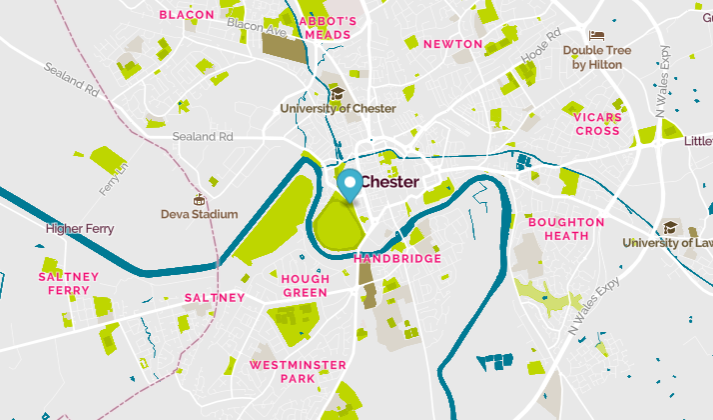 BLACON
Blacon Ave
ABBOT'S
MEADS
NEWTON
Hoole Rd
Double Tree
by Hilton
N Wales Expy
Sealand Rd
University of Chester
Sealand Rd
VICARS
CROSS
Little
Ferry Ln
Chester
Deva Stadium
Higher Ferry
BOUGHTON
HEATH
University of Law
HANDBRIDGE
SALTNEY
FERRY
HOUGH
GREEN
SALTNEY
N Wales Expy
WESTMINSTER
PARK